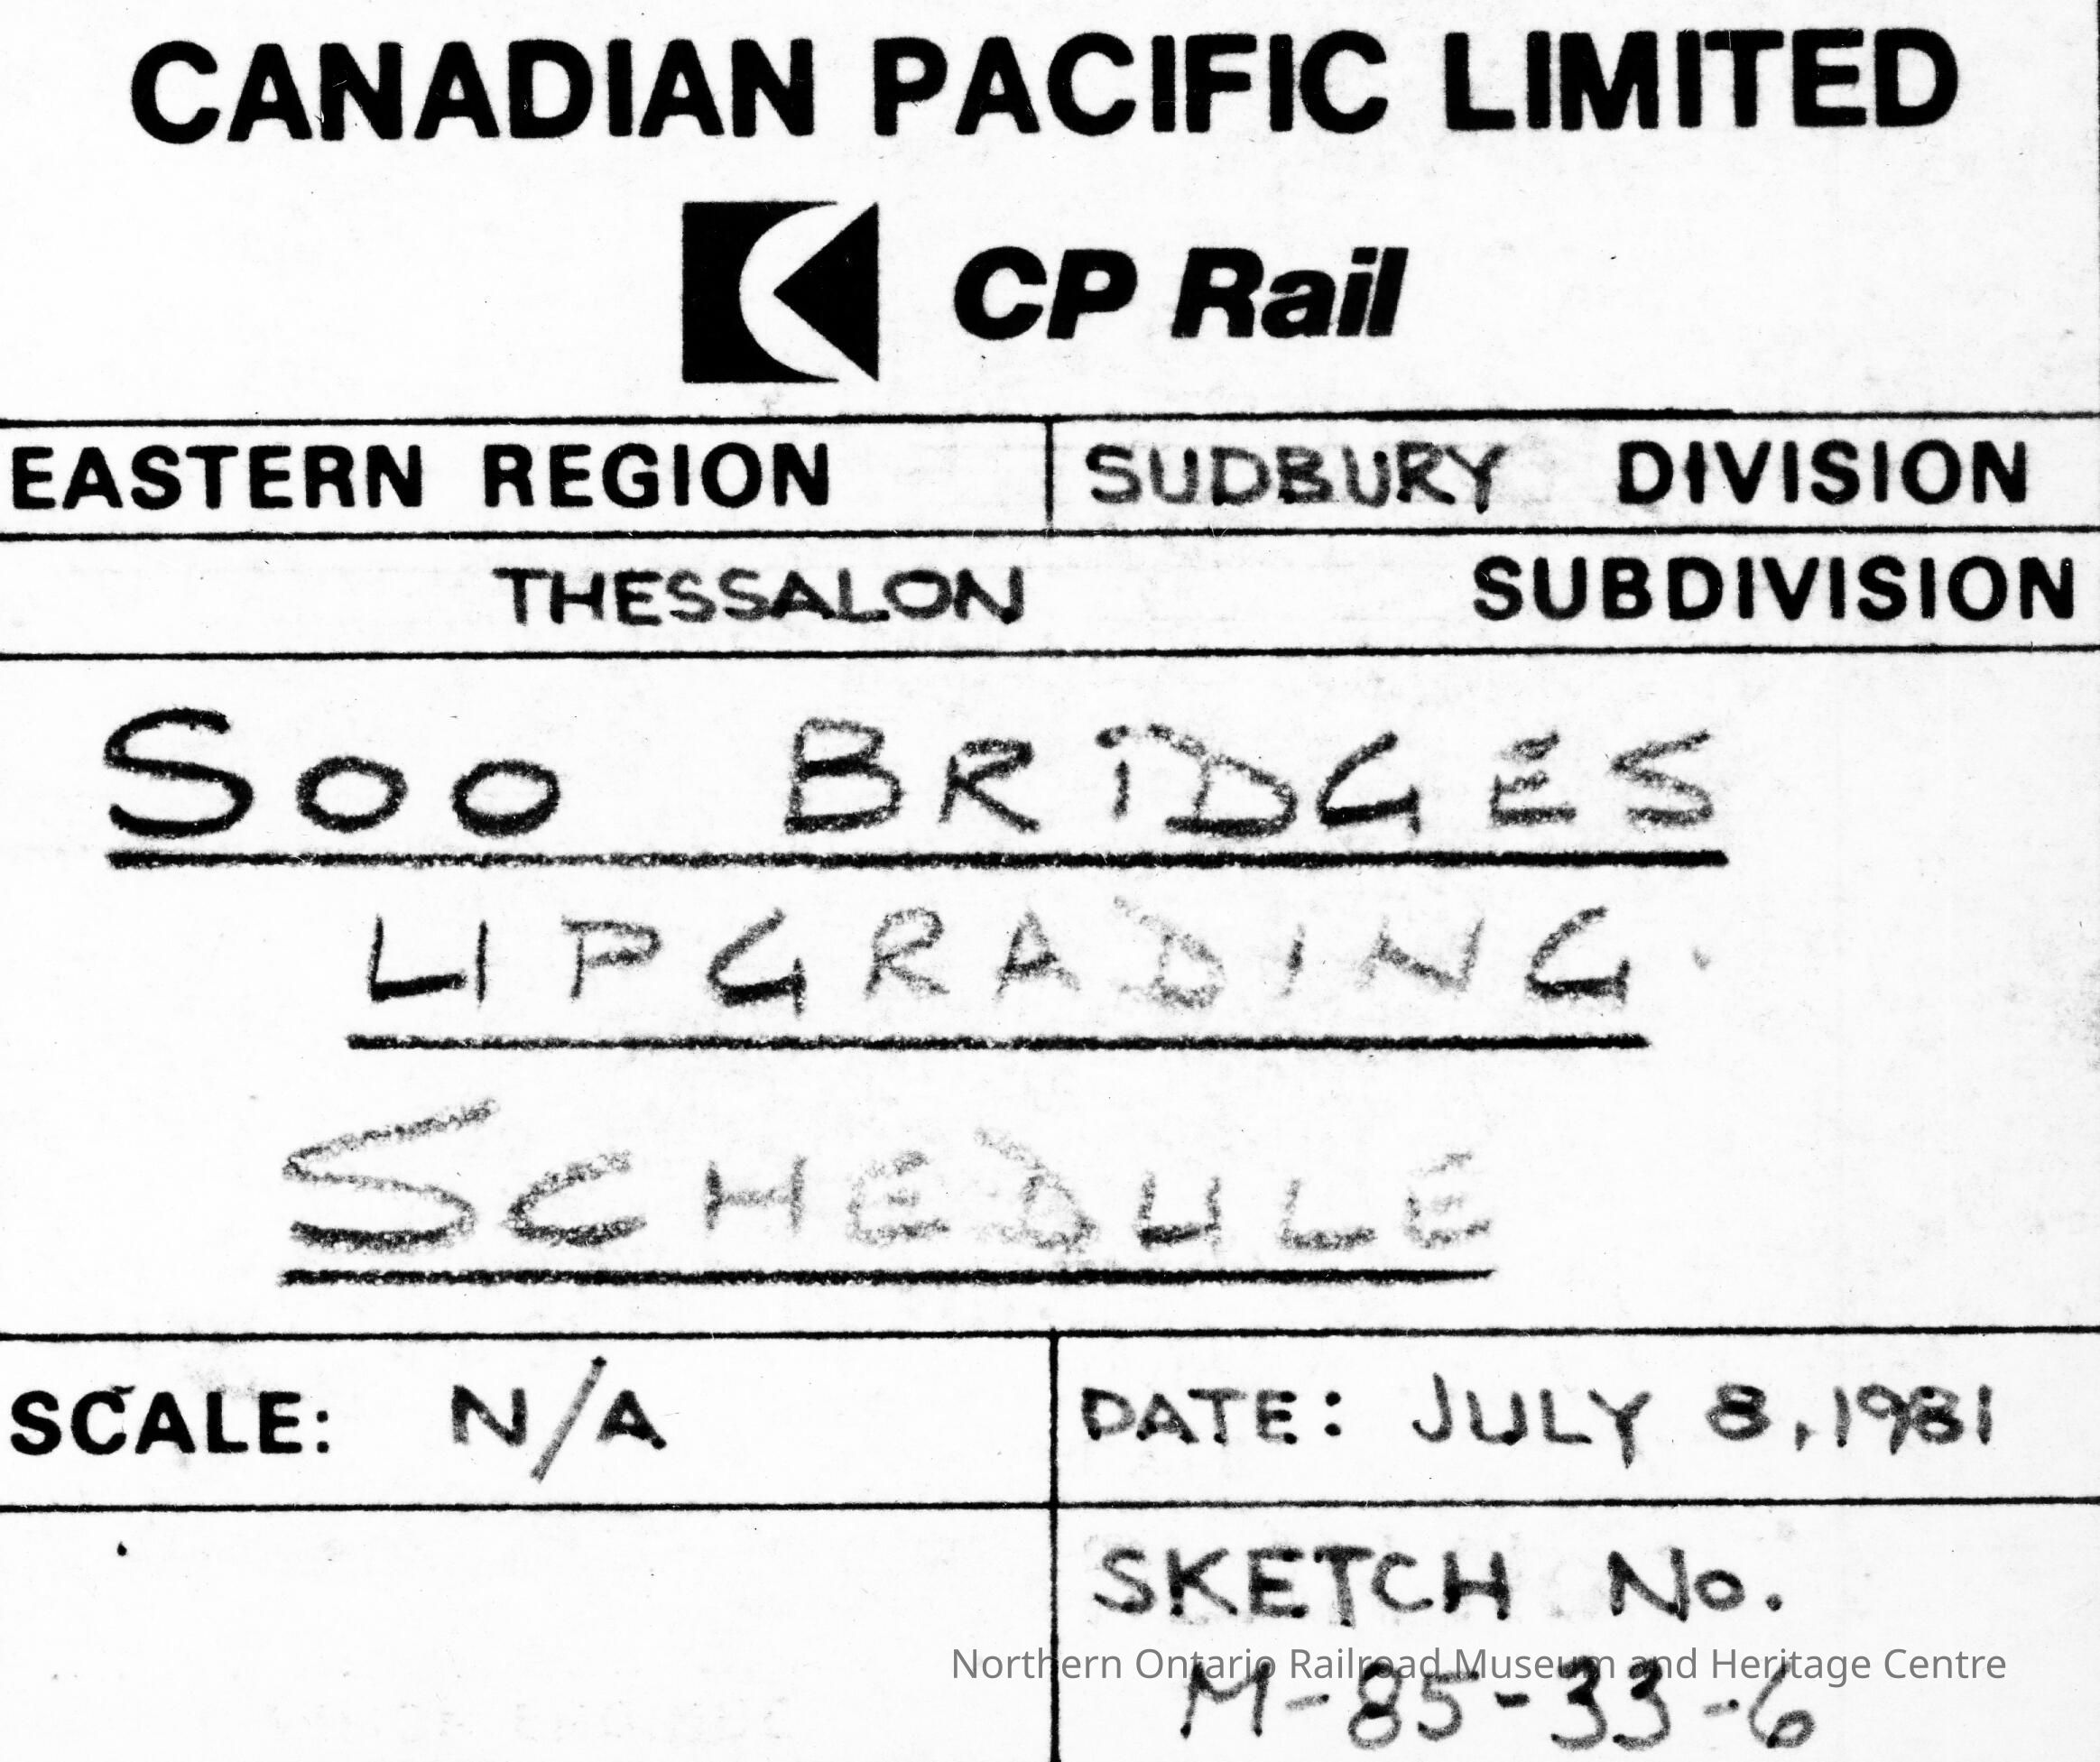 CANADIAN PACIFIC LIMITED
CP Rail
EASTERN REGION SUDBURY DIVISION
THESSALON SUBDIVISION
SOO BRIDGES
UPGRADING
SCHEDULE
SCALE: N/A DATE: JULY 8, 1981
SKETCH No.
Northern Ontario Railroad Museum and Heritage Centre
M-85-33-6